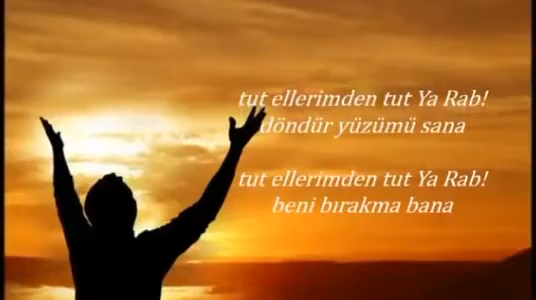 tut ellerimden tut Ya Rab!
döndür yüzümü sana
tut ellerimden tut Ya Rab!
beni bırakma bana